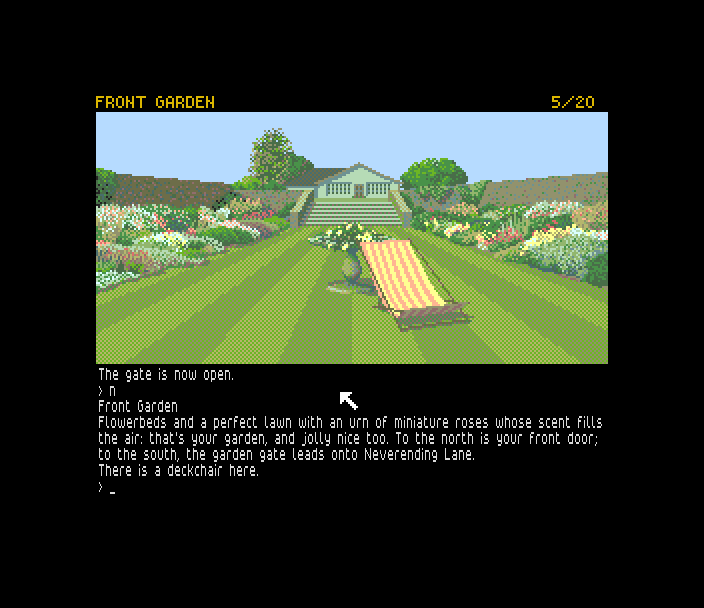 FRONT GARDEN 5/20
The gate is now open.
> n
Front Garden
Flowerbeds and a perfect lawn with an urn of miniature roses whose scent fills
the air: that's your garden, and jolly nice too. To the north is your front door;
to the south, the garden gate leads onto Neverending Lane.
There is a deckchair here.
> _